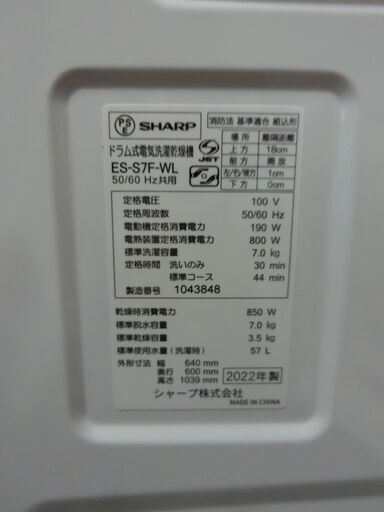 PSE SHARP
ドラム式電気洗濯乾燥機
ES-S7F-WL
50/60 Hz共用
JET
消防法 基準適合 組込形
場所 離隔距離
上方 18cm
前方 開放
左方/右方/後方 1cm
下方 0cm
定格電圧 100 V
定格周波数 50/60 Hz
電動機定格消費電力 190 W
電熱装置定格消費電力 800 W
標準洗濯容量 7.0 kg
定格時間 洗いのみ 30 min
標準コース 44 min
製造番号 1043848
乾燥時消費電力 850 W
標準脱水容量 7.0 kg
標準乾燥容量 3.5 kg
標準使用水量（洗濯時） 57 L
外形寸法 幅 640 mm
奥行 600 mm
高さ 1039 mm
2022年製
シャープ株式会社
MADE IN CHINA